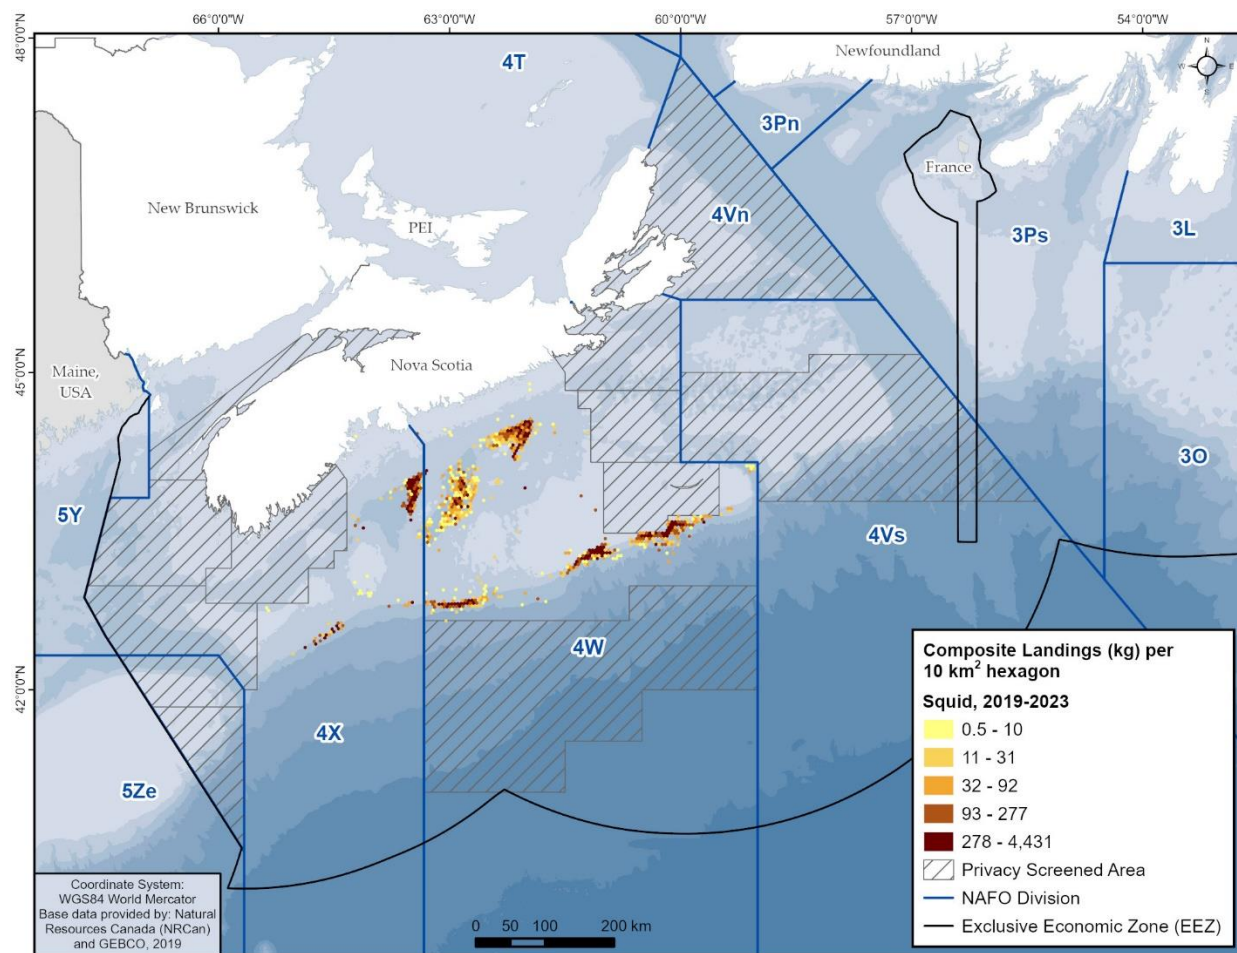 66°0'0"W
63°0'0"W
60°0'0"W
57°0'0"W
54°0'0"W
48°0'0"N
45°0'0"N
42°0'0"N
N
W
E
S
4T
Newfoundland
3Pn
France
New Brunswick
PEI
4Vn
3Ps
3L
Maine,
USA
Nova Scotia
3O
5Y
4Vs
4W
4X
5Ze
Composite Landings (kg) per
10 km² hexagon
Squid, 2019-2023
0.5 - 10
11 - 31
32 - 92
93 - 277
278 - 4,431
Privacy Screened Area
NAFO Division
Exclusive Economic Zone (EEZ)
Coordinate System:
WGS84 World Mercator
Base data provided by: Natural
Resources Canada (NRCan)
and GEBCO, 2019
0 50 100 200 km